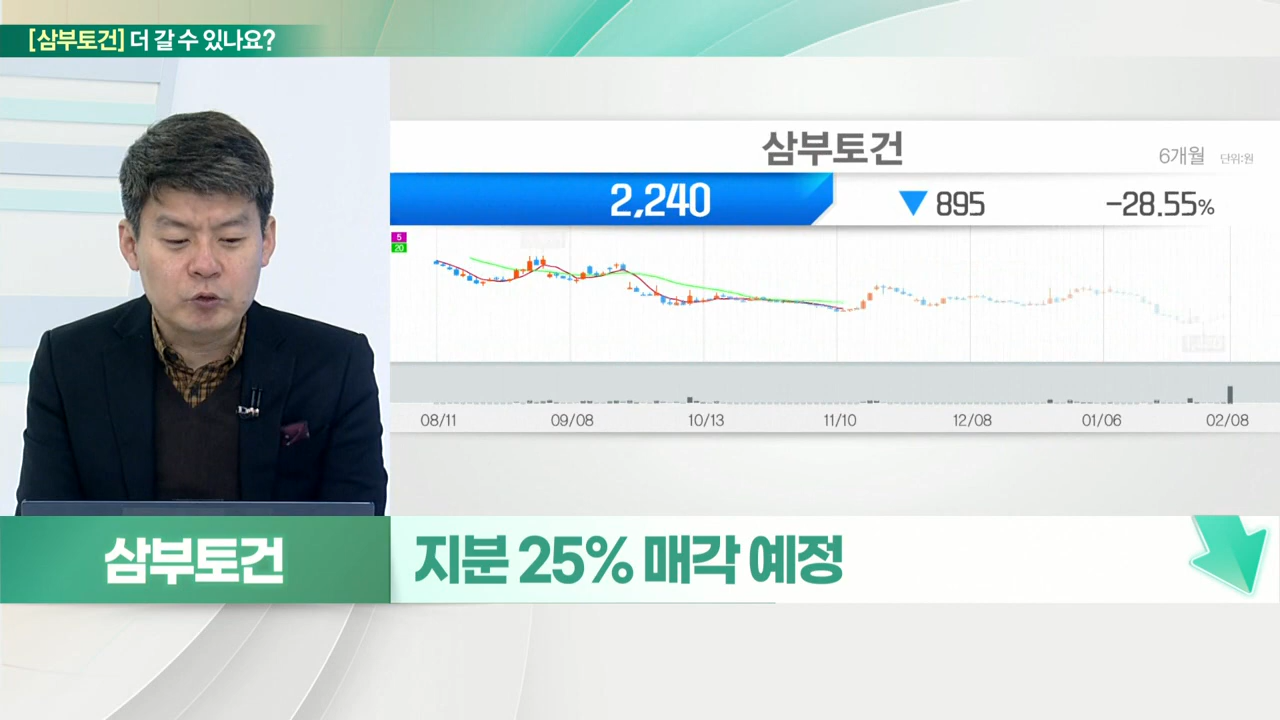 [삼부토건] 더 갈 수 있나요?
삼부토건
6개월 단위:원
2,240 ▼ 895 -28.55%
5
20
08/11 09/08 10/13 11/10 12/08 01/06 02/08
삼부토건
지분 25% 매각 예정